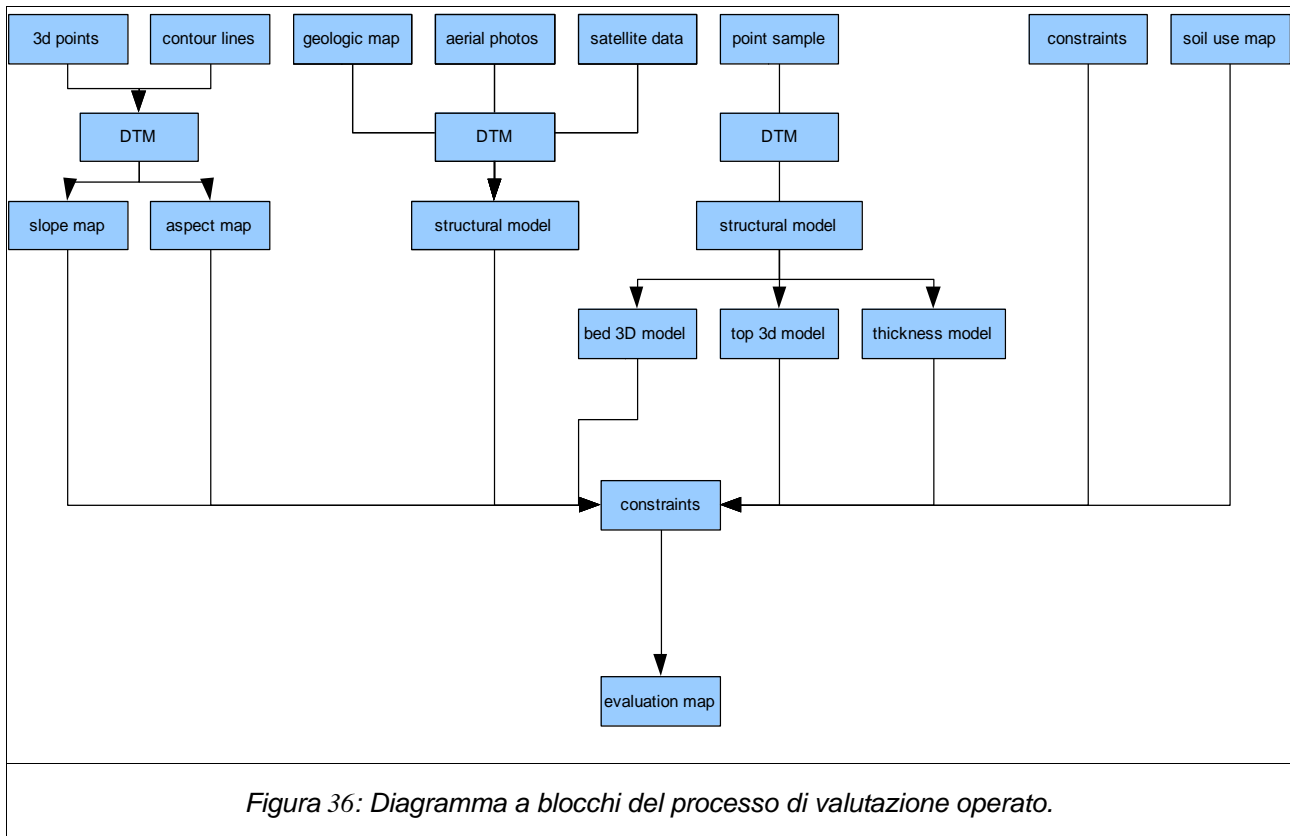 3d points
contour lines
geologic map
aerial photos
satellite data
point sample
constraints
soil use map
DTM
DTM
DTM
slope map
aspect map
structural model
structural model
bed 3D model
top 3d model
thickness model
constraints
evaluation map
Figura 36: Diagramma a blocchi del processo di valutazione operato.